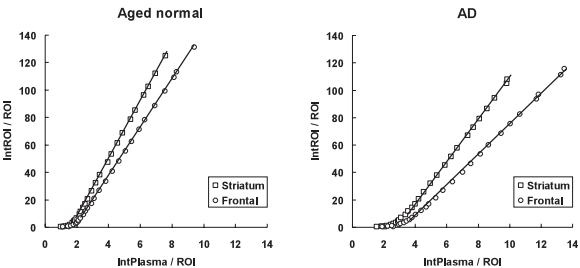 Aged normal
IntROI / ROI
140
120
100
80
60
40
20
0
0 2 4 6 8 10 12 14
IntPlasma / ROI
Striatum
Frontal
AD
IntROI / ROI
140
120
100
80
60
40
20
0
0 2 4 6 8 10 12 14
IntPlasma / ROI
Striatum
Frontal